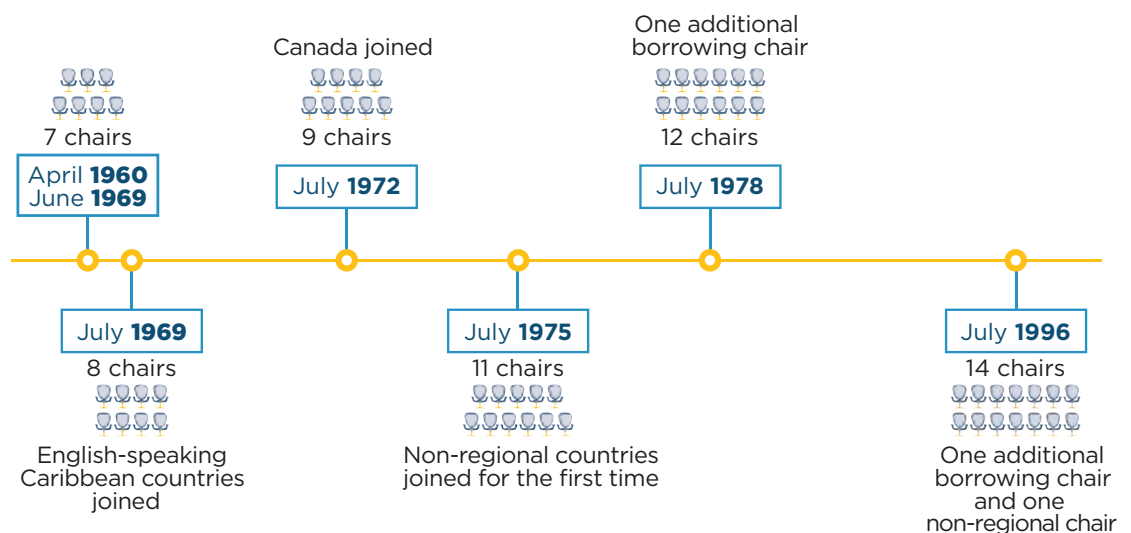 7 chairs
April 1960
June 1969
July 1969
8 chairs
English-speaking
Caribbean countries
joined
Canada joined
9 chairs
July 1972
July 1975
11 chairs
Non-regional countries
joined for the first time
One additional
borrowing chair
12 chairs
July 1978
July 1996
14 chairs
One additional
borrowing chair
and one
non-regional chair